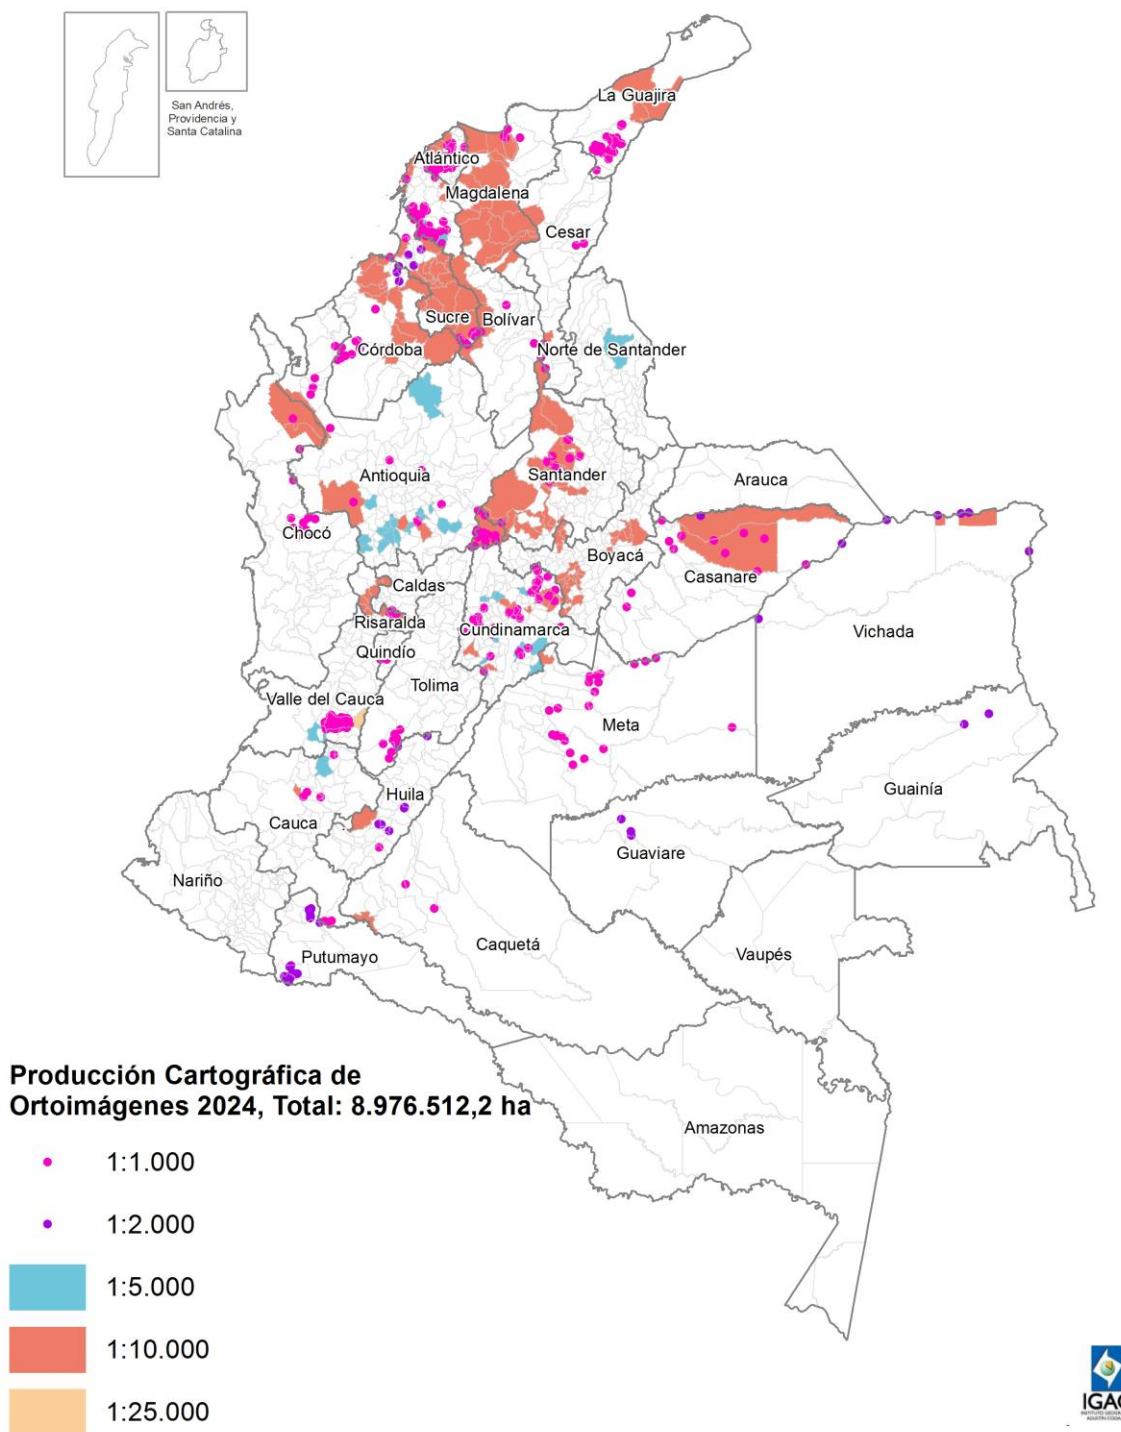 San Andrés,
Providencia y
Santa Catalina
La Guajira
Atlántico
Magdalena
Cesar
Sucre
Bolívar
Córdoba
Norte de Santander
Antioquia
Santander
Arauca
Chocó
Boyacá
Casanare
Caldas
Risaralda
Cundinamarca
Vichada
Quindío
Tolima
Valle del Cauca
Meta
Guainía
Huila
Cauca
Guaviare
Nariño
Caquetá
Vaupés
Putumayo
Producción Cartográfica de
Ortoimágenes 2024, Total: 8.976.512,2 ha
Amazonas
1:1.000
1:2.000
1:5.000
1:10.000
1:25.000